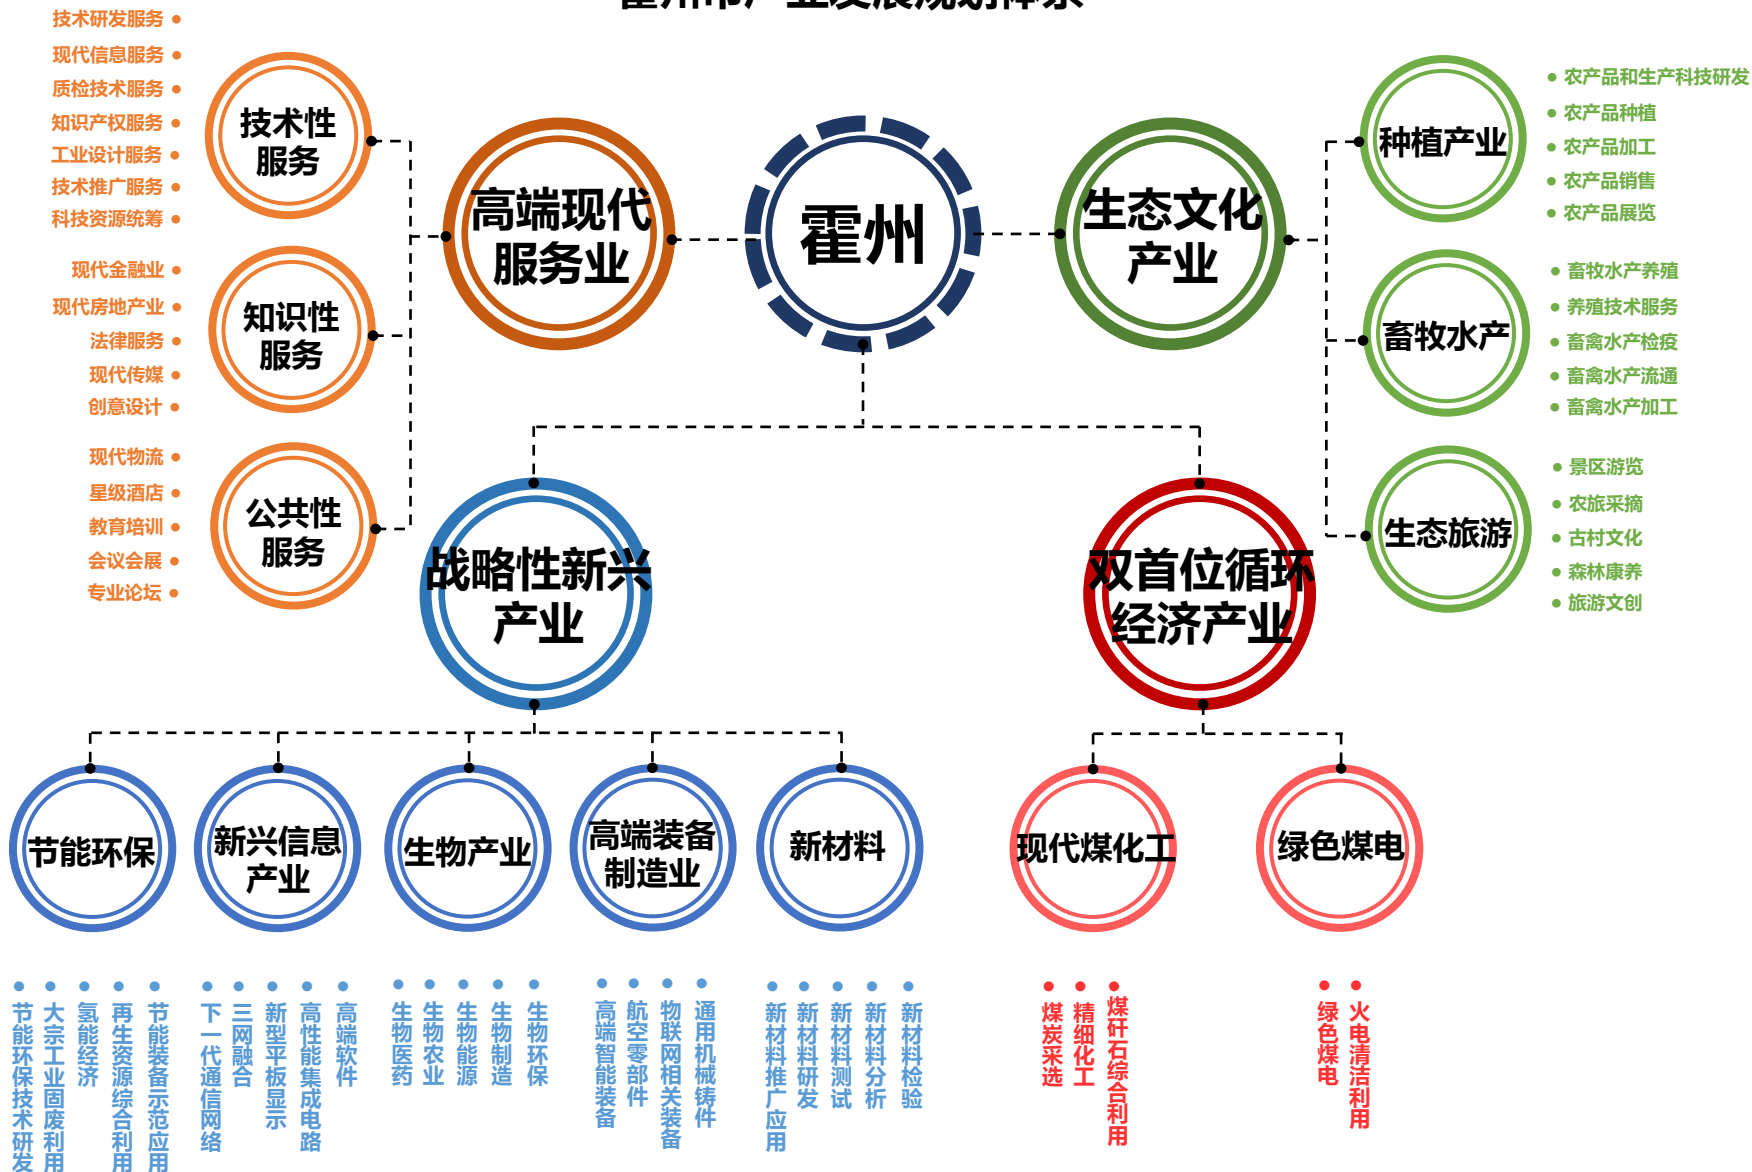 霍州市产业发展规划体系
技术研发服务
现代信息服务
质检技术服务
知识产权服务
工业设计服务
技术推广服务
科技资源统筹
技术性
服务
现代金融业
现代房地产业
法律服务
现代传媒
创意设计
知识性
服务
现代物流
星级酒店
教育培训
会议会展
专业论坛
公共性
服务
高端现代
服务业
霍州
生态文化
产业
种植产业
农产品和生产科技研发
农产品种植
农产品加工
农产品销售
农产品展览
畜牧水产
畜牧水产养殖
养殖技术服务
畜禽水产检疫
畜禽水产流通
畜禽水产加工
生态旅游
景区游览
农旅采摘
古村文化
森林康养
旅游文创
战略性新兴
产业
双首位循环
经济产业
节能环保
新兴信息
产业
生物产业
高端装备
制造业
新材料
现代煤化工
绿色煤电
节能环保技术研发
大宗工业固废利用
氢能经济
再生资源综合利用
节能装备示范应用
下一代通信网络
三网融合
新型平板显示
高性能集成电路
高端软件
生物医药
生物农业
生物能源
生物制造
生物环保
高端智能装备
航空零部件
物联网相关装备
通用机械铸件
新材料推广应用
新材料研发
新材料测试
新材料分析
新材料检验
煤炭采选
精细化工
煤矸石综合利用
绿色煤电
火电清洁利用